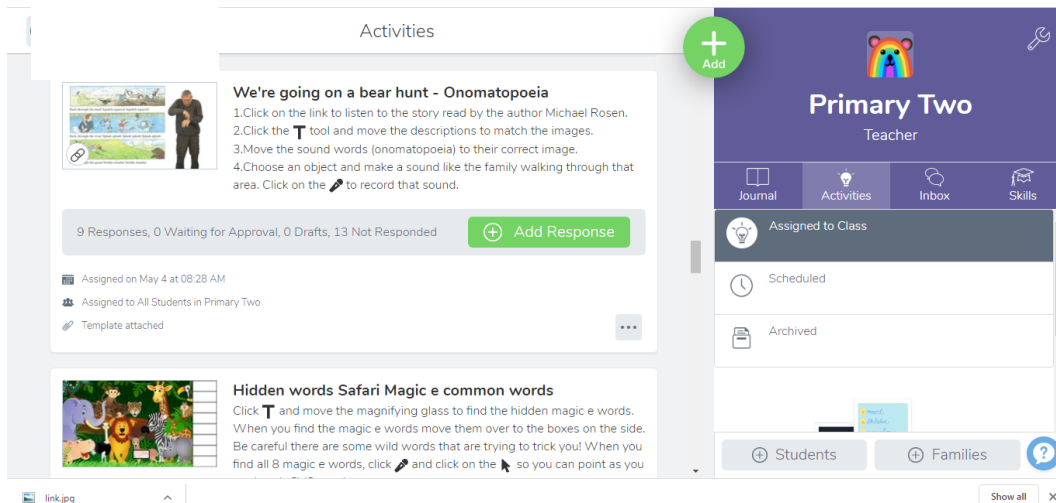 Activities
Add
We're going on a bear hunt - Onomatopoeia
1.Click on the link to listen to the story read by the author Michael Rosen.
2.Click the T tool and move the descriptions to match the images.
3.Move the sound words (onomatopoeia) to their correct image.
4.Choose an object and make a sound like the family walking through that
area. Click on the to record that sound.
9 Responses, 0 Waiting for Approval, 0 Drafts, 13 Not Responded
Add Response
Assigned on May 4 at 08:28 AM
Assigned to All Students in Primary Two
Template attached
Hidden words Safari Magic e common words
Click T and move the magnifying glass to find the hidden magic e words.
When you find the magic e words move them over to the boxes on the side.
Be careful there are some wild words that are trying to trick you! When you
find all 8 magic e words, click and click on the so you can point as you
Primary Two
Teacher
Journal
Activities
Inbox
Skills
Assigned to Class
Scheduled
Archived
Students
Families
?
link.jpg
Show all